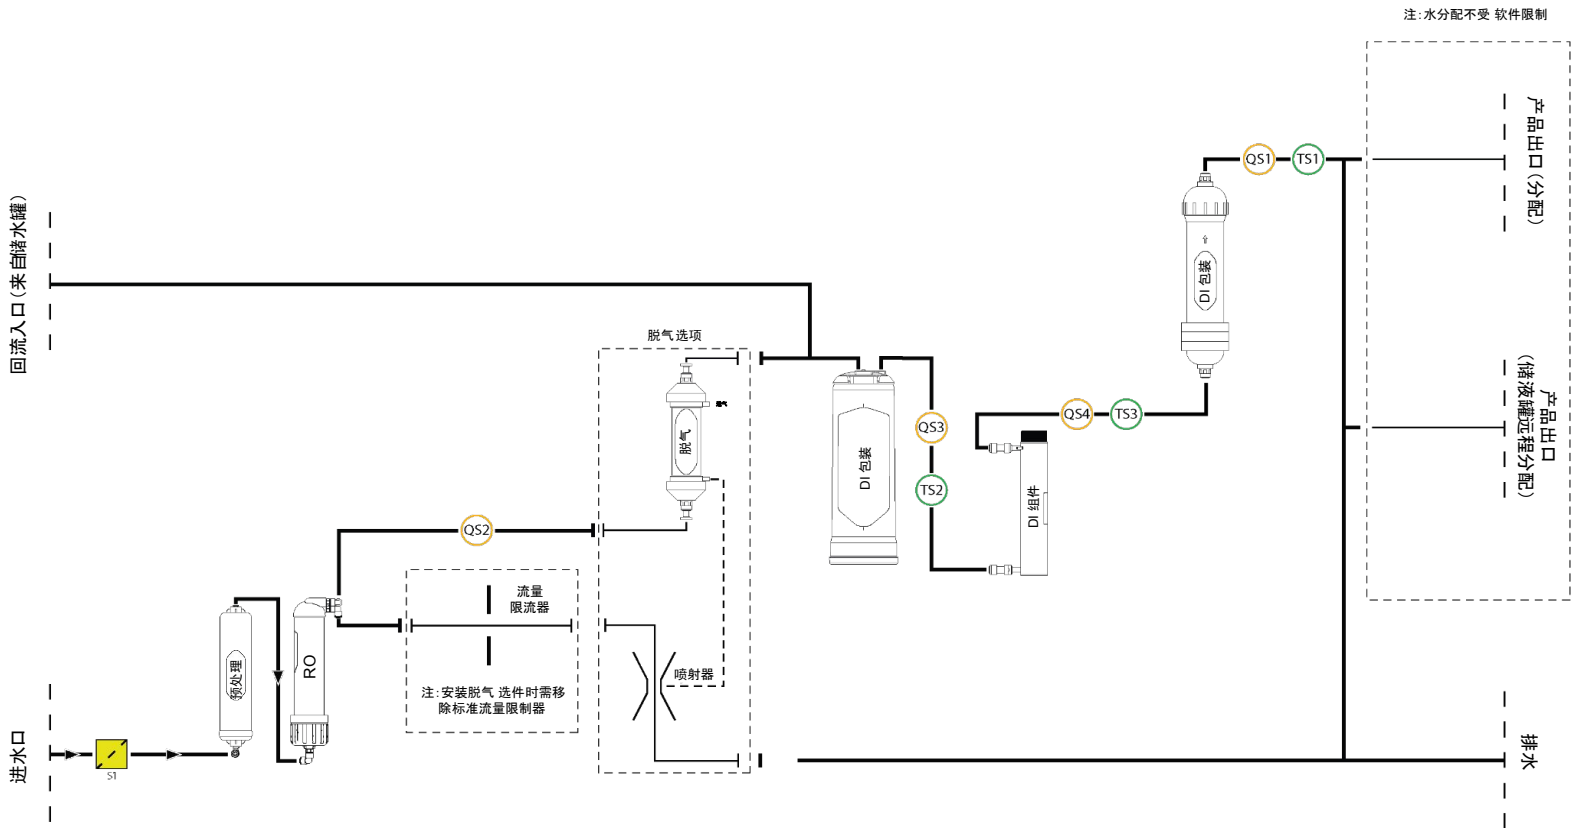 注:水分配不受 软件限制
产品出口(分配)
QS1
TS1
回流入口(来自储水罐)
DI 包装
脱气选项
产品出口
(储液罐远程分配)
QS4
TS3
脱气
QS3
DI 包装
TS2
DI 组件
QS2
流量
限流器
预处理
RO
喷射器
注:安装脱气 选件时需移
除标准流量限制器
进水口
S1
排水